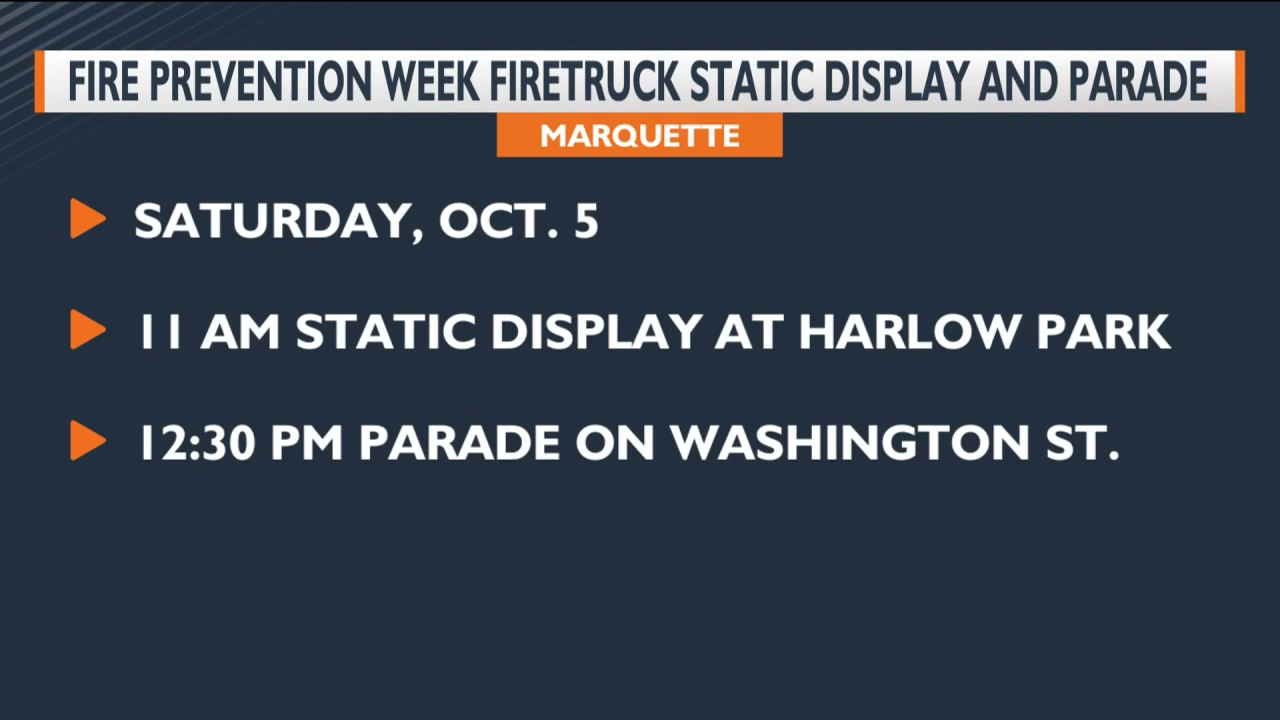 FIRE PREVENTION WEEK FIRETRUCK STATIC DISPLAY AND PARADE
MARQUETTE
SATURDAY, OCT. 5
11 AM STATIC DISPLAY AT HARLOW PARK
12:30 PM PARADE ON WASHINGTON ST.